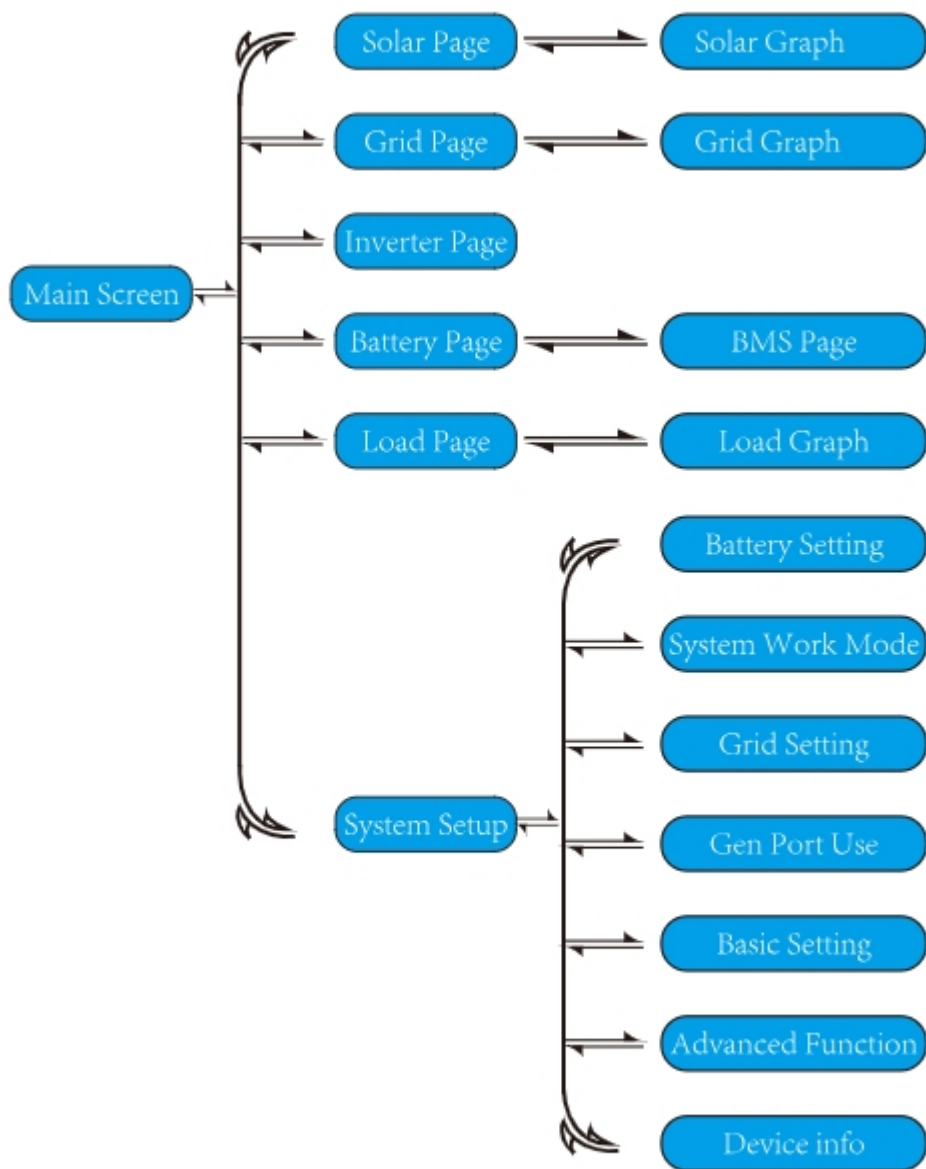 Solar Page
Solar Graph
Grid Page
Grid Graph
Inverter Page
Main Screen
Battery Page
BMS Page
Load Page
Load Graph
Battery Setting
System Work Mode
Grid Setting
System Setup
Gen Port Use
Basic Setting
Advanced Function
Device info